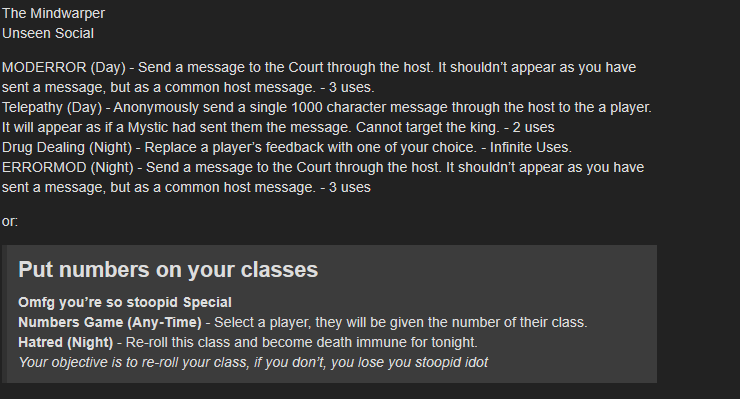 The Mindwarper
Unseen Social
MODERROR (Day) - Send a message to the Court through the host. It shouldn’t appear as you have
sent a message, but as a common host message. - 3 uses.
Telepathy (Day) - Anonymously send a single 1000 character message through the host to the a player.
It will appear as if a Mystic had sent them the message. Cannot target the king. - 2 uses
Drug Dealing (Night) - Replace a player’s feedback with one of your choice. - Infinite Uses.
ERRORMOD (Night) - Send a message to the Court through the host. It shouldn’t appear as you have
sent a message, but as a common host message. - 3 uses
or:
Put numbers on your classes
Omfg you’re so stoopid Special
Numbers Game (Any-Time) - Select a player, they will be given the number of their class.
Hatred (Night) - Re-roll this class and become death immune for tonight.
Your objective is to re-roll your class, if you don’t, you lose you stoopid idot